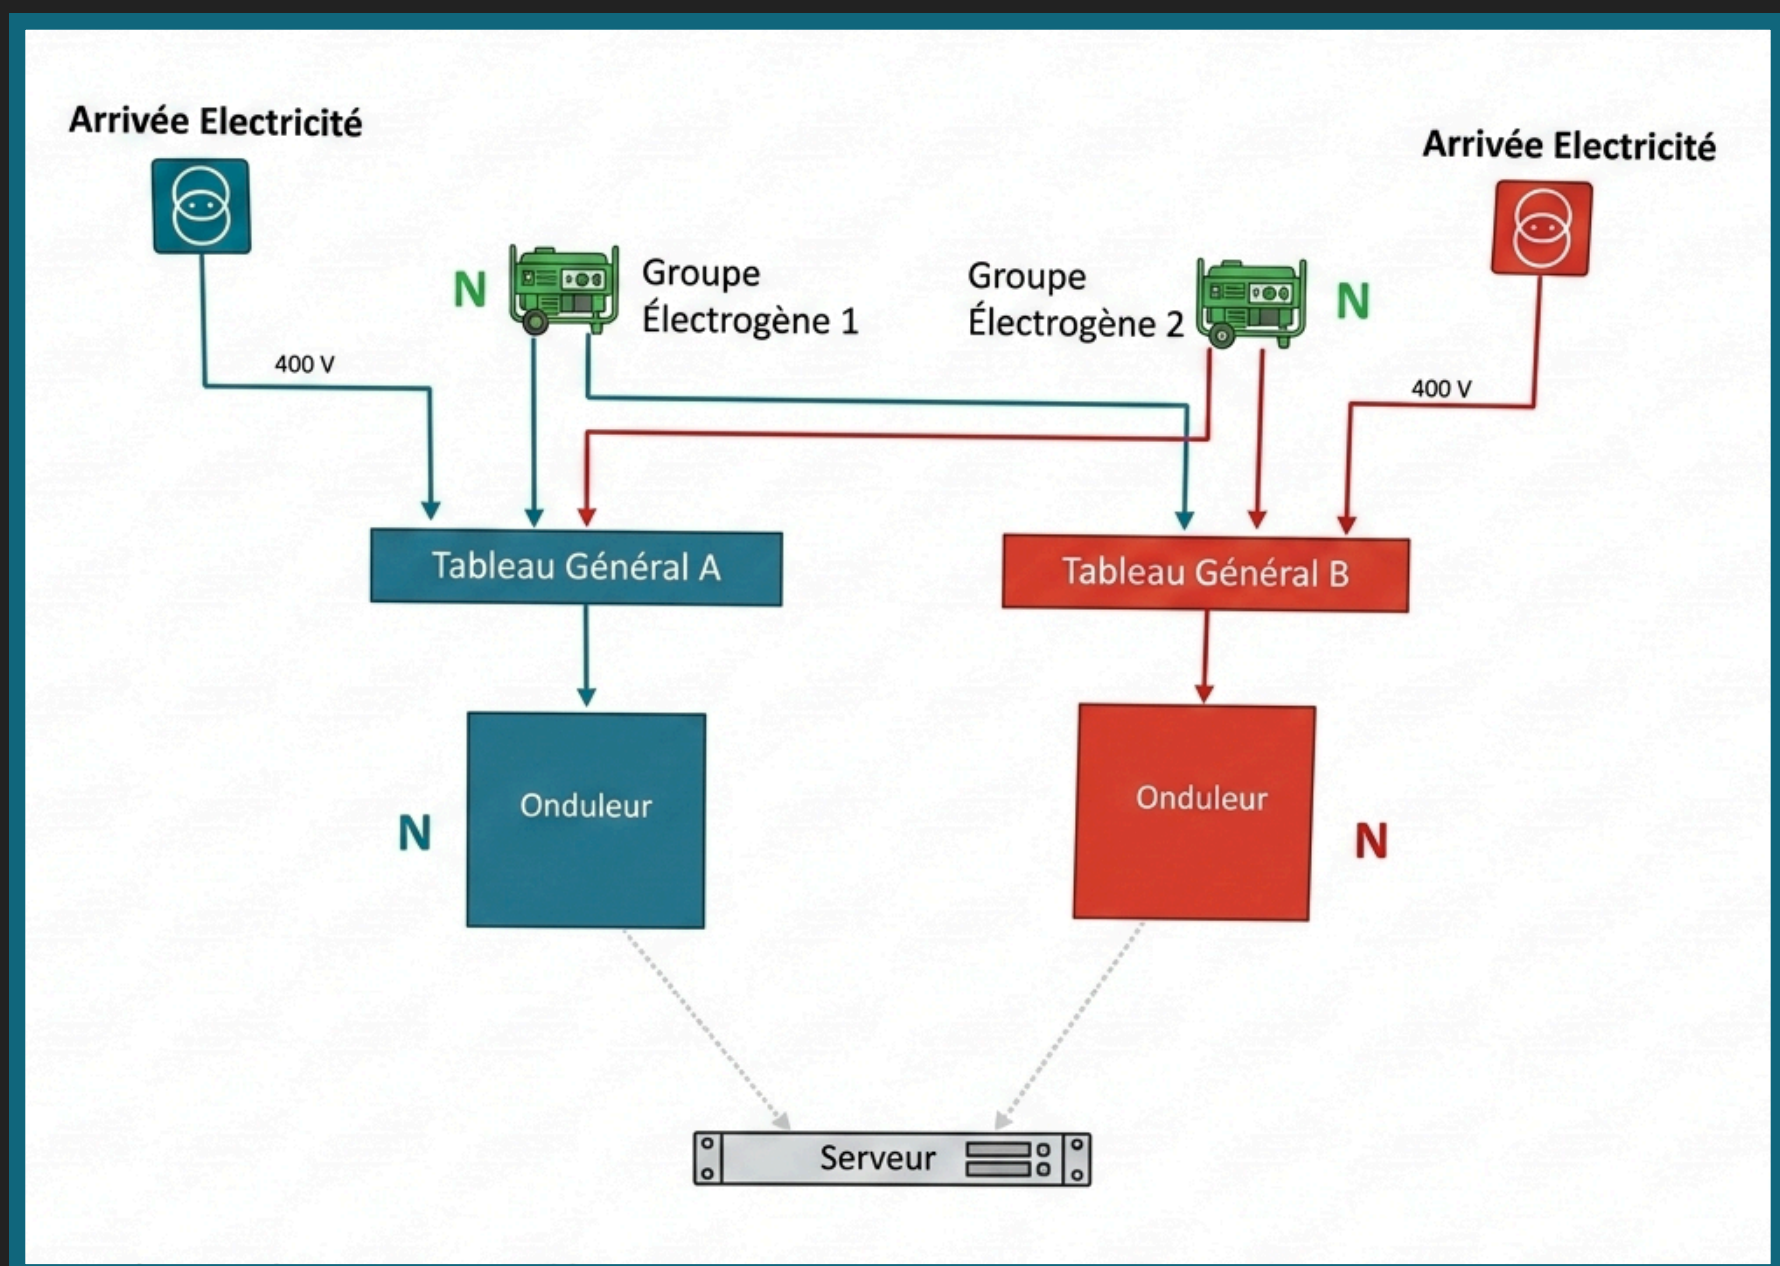 Arrivée Electricité
Arrivée Electricité
N
Groupe
Électrogène 1
Groupe
Électrogène 2
N
400 V
400 V
Tableau Général A
Tableau Général B
Onduleur
Onduleur
N
N
Serveur